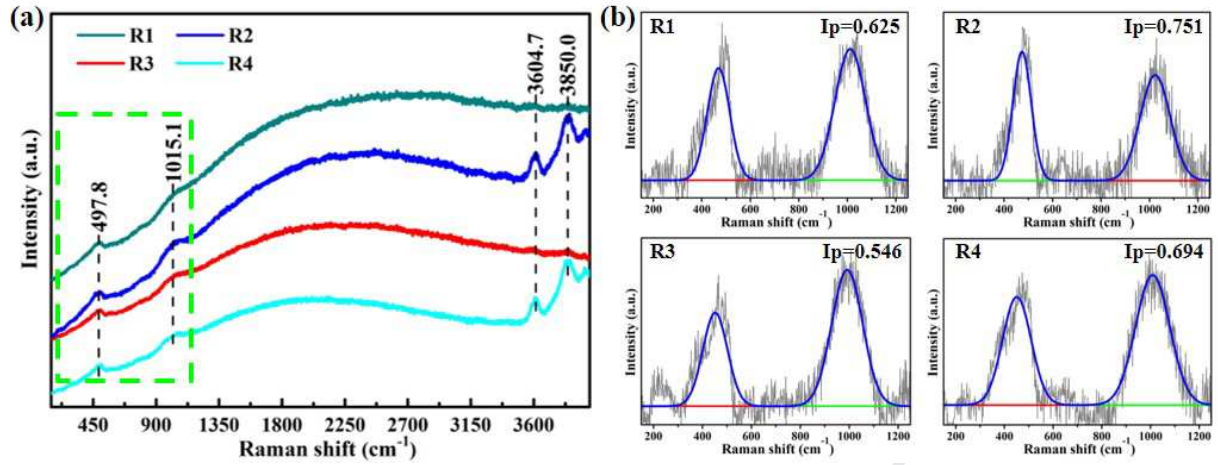 (a)
R1 R2
R3 R4
497.8
1015.1
3604.7
3850.0
Intensity (a.u.)
450 900 1350 1800 2250 2700 3150 3600
Raman shift (cm-1)
(b)
R1 Ip=0.625
Intensity (a.u.)
200 400 600 800 1000 1200
Raman shift (cm-1)
R2 Ip=0.751
Intensity (a.u.)
200 400 600 800 1000 1200
Raman shift (cm-1)
R3 Ip=0.546
Intensity (a.u.)
200 400 600 800 1000 1200
Raman shift (cm-1)
R4 Ip=0.694
Intensity (a.u.)
200 400 600 800 1000 1200
Raman shift (cm-1)